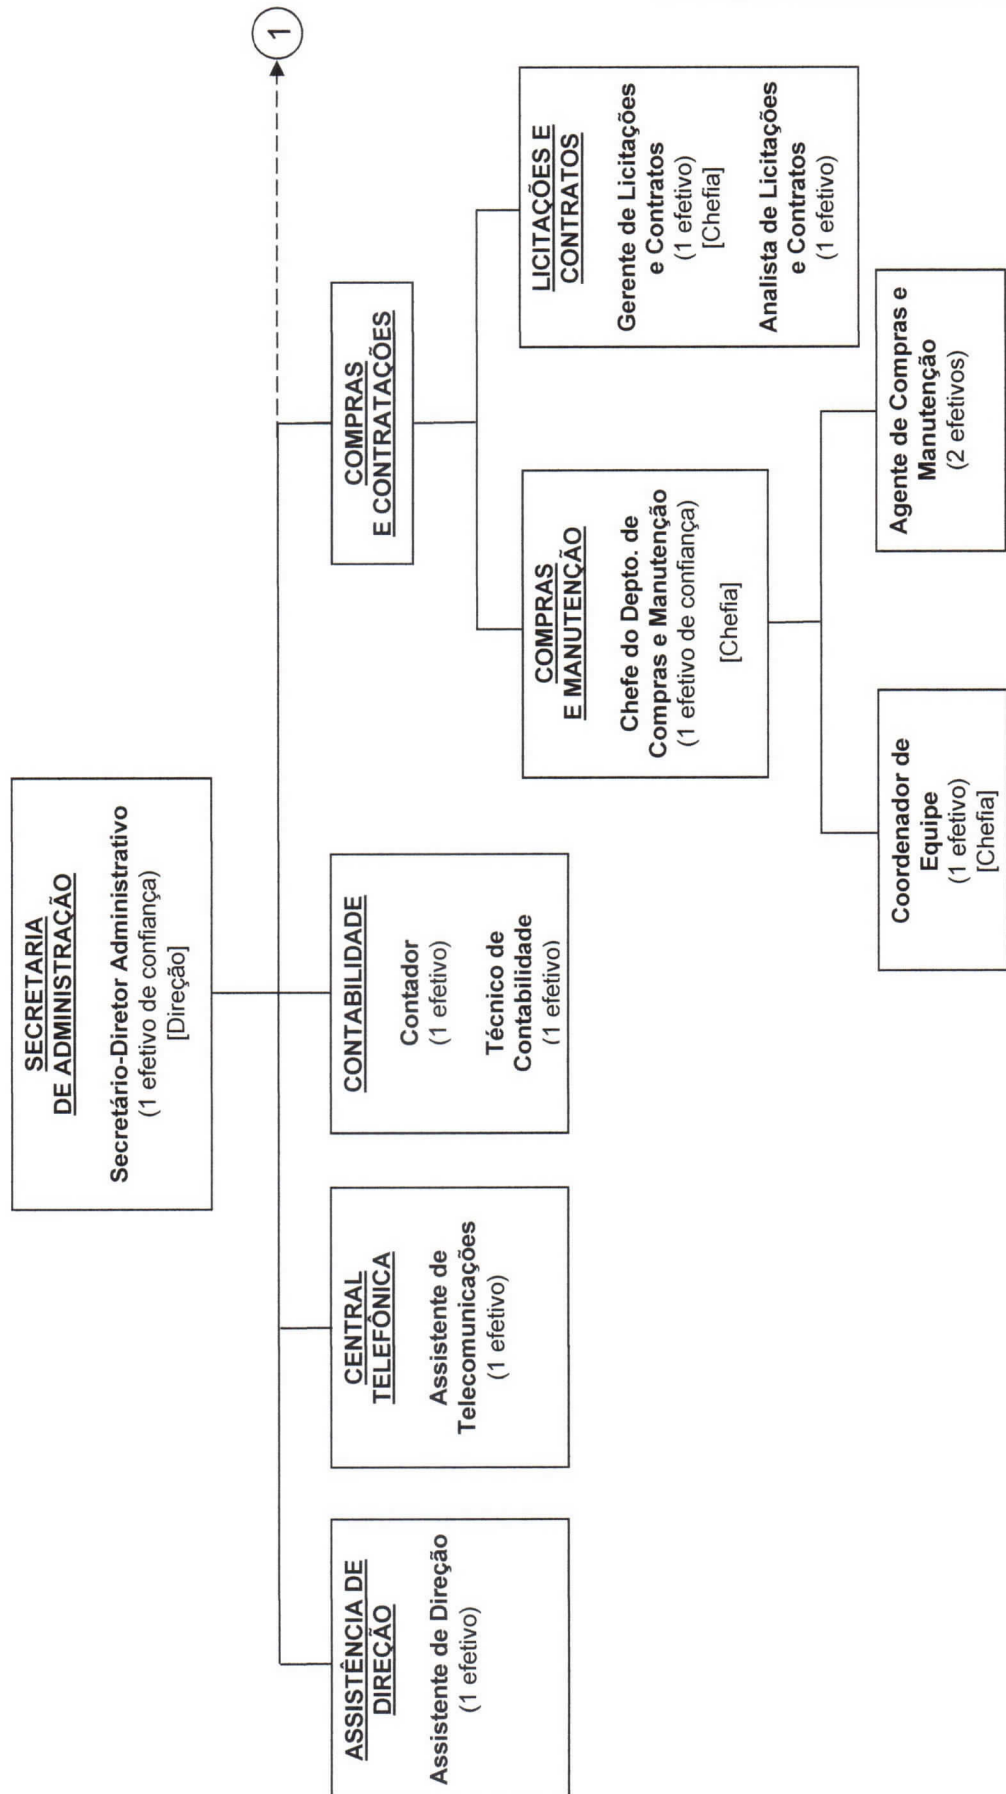 SECRETARIA
DE ADMINISTRAÇÃO
Secretário-Diretor Administrativo
(1 efetivo de confiança)
[Direção]
1
ASSISTÊNCIA DE
DIREÇÃO
Assistente de Direção
(1 efetivo)
CENTRAL
TELEFÔNICA
Assistente de
Telecomunicações
(1 efetivo)
CONTABILIDADE
Contador
(1 efetivo)
Técnico de
Contabilidade
(1 efetivo)
COMPRAS
E CONTRATAÇÕES
COMPRAS
E MANUTENÇÃO
Chefe do Depto. de
Compras e Manutenção
(1 efetivo de confiança)
[Chefia]
LICITAÇÕES E
CONTRATOS
Gerente de Licitações
e Contratos
(1 efetivo)
[Chefia]
Analista de Licitações
e Contratos
(1 efetivo)
Coordenador de
Equipe
(1 efetivo)
[Chefia]
Agente de Compras e
Manutenção
(2 efetivos)